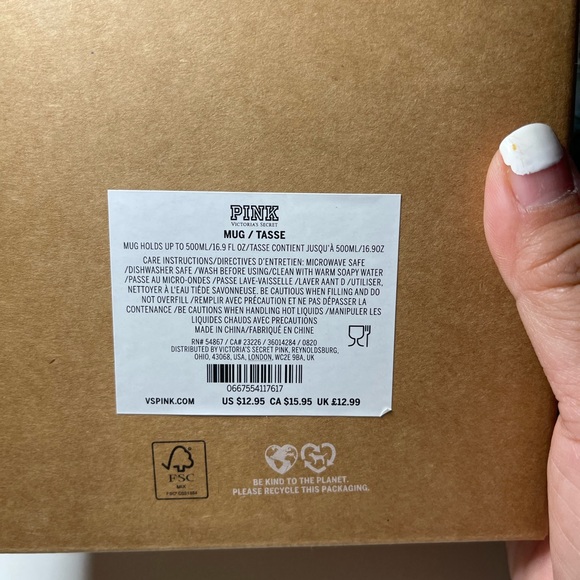 PINK
VICTORIA'S SECRET
MUG / TASSE
MUG HOLDS UP TO 500ML/16.9 FL OZ/TASSE CONTIENT JUSQU'À 500ML/16.9OZ
CARE INSTRUCTIONS/DIRECTIVES D'ENTRETIEN: MICROWAVE SAFE
/DISHWASHER SAFE /WASH BEFORE USING/CLEAN WITH WARM SOAPY WATER
/PASSE AU MICRO-ONDES /PASSE LAVE-VAISSELLE /LAVER AANT D /UTILISER,
NETTOYER À L'EAU TIÈDE SAVONNEUSE. BE CAUTIOUS WHEN FILLING AND DO
NOT OVERFILL /REMPLIR AVEC PRÉCAUTION ET NE PAS DÉPASSER LA
CONTENANCE /BE CAUTIONS WHEN HANDLING HOT LIQUIDS /MANIPULER LES
LIQUIDES CHAUDS AVEC PRECAUTIONS
MADE IN CHINA/FABRIQUÉ EN CHINE
RN# 54867 / CA# 23226 / 36014284 / 0820
DISTRIBUTED BY VICTORIA'S SECRET PINK, REYNOLDSBURG,
OHIO, 43068, USA, LONDON, WC2E 9BA, UK
0667554117617
VSPINK.COM US $12.95 CA $15.95 UK £12.99
FSC
MIX
BE KIND TO THE PLANET.
PLEASE RECYCLE THIS PACKAGING.